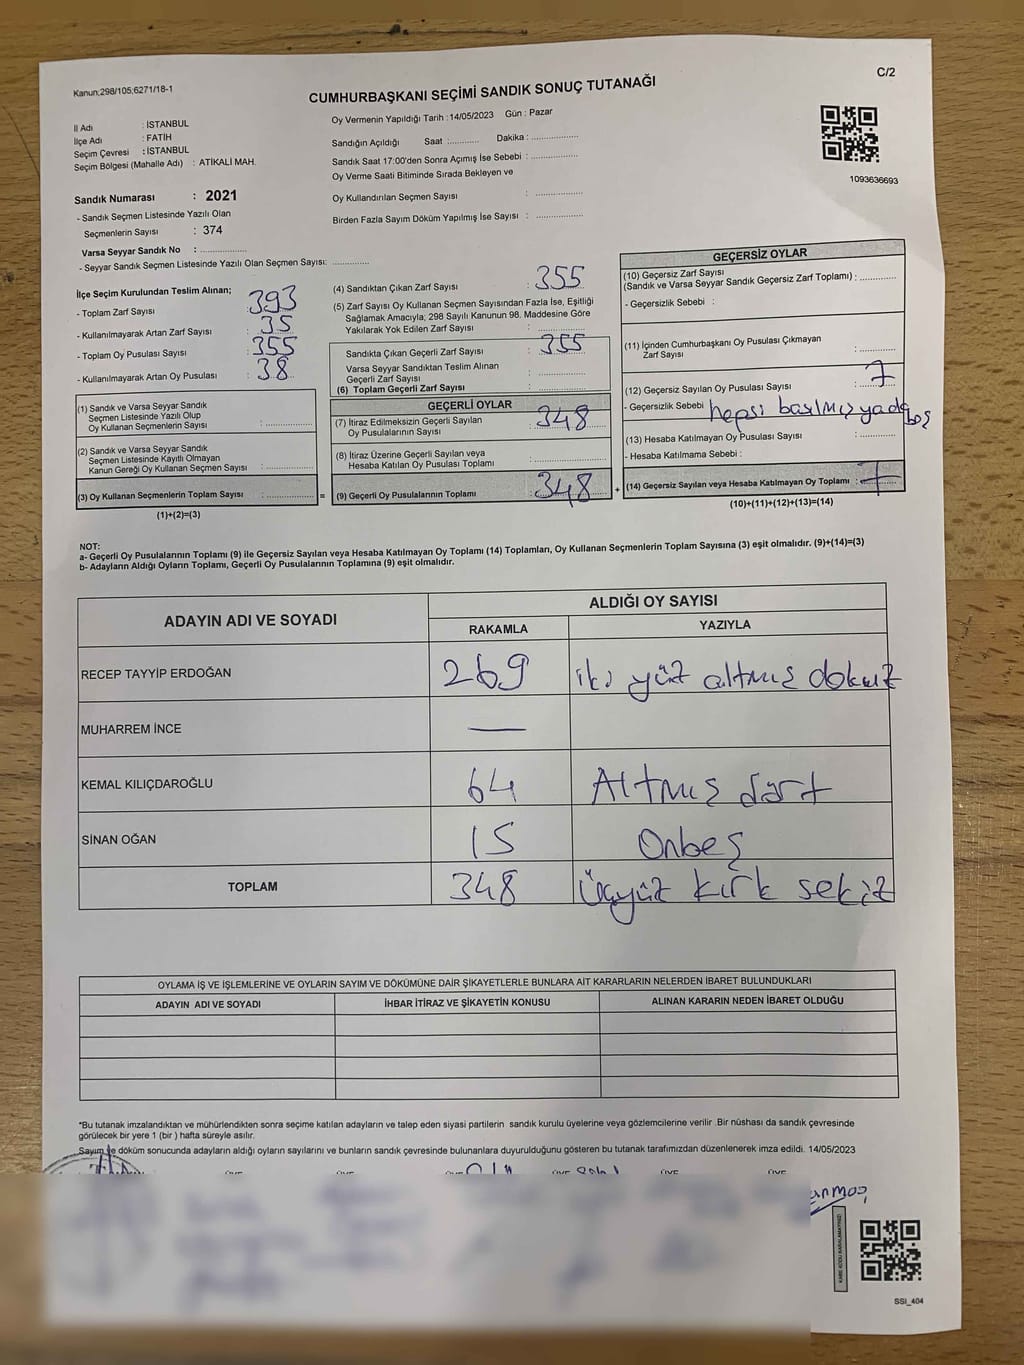 Kanun;298/105;6271/18-1
C/2
CUMHURBAŞKANI SEÇİMİ SANDIK SONUÇ TUTANAĞI
İl Adı : İSTANBUL
İlçe Adı : FATİH
Seçim Çevresi : İSTANBUL
Seçim Bölgesi (Mahalle Adı) : ATİKALİ MAH.
Oy Vermenin Yapıldığı Tarih :14/05/2023 Gün : Pazar
Sandığın Açıldığı Saat :........... Dakika :................
Sandık Saat 17:00'den Sonra Açımış İse Sebebi :................
Oy Verme Saati Bitiminde Sırada Bekleyen ve
Oy Kullandırılan Seçmen Sayısı :................
Birden Fazla Sayım Döküm Yapılmış İse Sayısı :................
1093636693
Sandık Numarası : 2021
- Sandık Seçmen Listesinde Yazılı Olan
Seçmenlerin Sayısı : 374
Varsa Seyyar Sandık No :................
- Seyyar Sandık Seçmen Listesinde Yazılı Olan Seçmen Sayısı:.............
İlçe Seçim Kurulundan Teslim Alınan;
- Toplam Zarf Sayısı : 393
- Kullanılmayarak Artan Zarf Sayısı : 35
- Toplam Oy Pusulası Sayısı : 355
- Kullanılmayarak Artan Oy Pusulası : 38
(1) Sandık ve Varsa Seyyar Sandık
Seçmen Listesinde Yazılı Olup
Oy Kullanan Seçmenlerin Sayısı :................
(2) Sandık ve Varsa Seyyar Sandık
Seçmen Listesinde Kayıtlı Olmayan
Kanun Gereği Oy Kullanan Seçmen Sayısı :................
(3) Oy Kullanan Seçmenlerin Toplam Sayısı :................ =
(1)+(2)=(3)
(4) Sandıktan Çıkan Zarf Sayısı : 355
(5) Zarf Sayısı Oy Kullanan Seçmen Sayısından Fazla İse, Eşitliği
Sağlamak Amacıyla; 298 Sayılı Kanunun 98. Maddesine Göre
Yakılarak Yok Edilen Zarf Sayısı :................
Sandıkta Çıkan Geçerli Zarf Sayısı : 355
Varsa Seyyar Sandıktan Teslim Alınan
Geçerli Zarf Sayısı :................
(6) Toplam Geçerli Zarf Sayısı :................
GEÇERLİ OYLAR
(7) İtiraz Edilmeksizin Geçerli Sayılan
Oy Pusulalarının Sayısı : 348
(8) İtiraz Üzerine Geçerli Sayılan veya
Hesaba Katılan Oy Pusulası Toplamı :................
(9) Geçerli Oy Pusulalarının Toplamı : 348 +
GEÇERSİZ OYLAR
(10) Geçersiz Zarf Sayısı
(Sandık ve Varsa Seyyar Sandık Geçersiz Zarf Toplamı) :............
- Geçersizlik Sebebi :
(11) İçinden Cumhurbaşkanı Oy Pusulası Çıkmayan
Zarf Sayısı :............
(12) Geçersiz Sayılan Oy Pusulası Sayısı : 7
- Geçersizlik Sebebi hepsi basılmış yada boş
(13) Hesaba Katılmayan Oy Pusulası Sayısı :............
- Hesaba Katılmama Sebebi :
(14) Geçersiz Sayılan veya Hesaba Katılmayan Oy Toplamı : 7
(10)+(11)+(12)+(13)=(14)
NOT:
a- Geçerli Oy Pusulalarının Toplamı (9) ile Geçersiz Sayılan veya Hesaba Katılmayan Oy Toplamı (14) Toplamları, Oy Kullanan Seçmenlerin Toplam Sayısına (3) eşit olmalıdır. (9)+(14)=(3)
b- Adayların Aldığı Oyların Toplamı, Geçerli Oy Pusulalarının Toplamına (9) eşit olmalıdır.
ADAYIN ADI VE SOYADI
ALDIĞI OY SAYISI
RAKAMLA YAZIYLA
RECEP TAYYİP ERDOĞAN 269 iki yüz altmış dokuz
MUHARREM İNCE —
KEMAL KILIÇDAROĞLU 64 Altmış dört
SİNAN OĞAN 15 Onbeş
TOPLAM 348 Üçyüz kırk sekiz
OYLAMA İŞ VE İŞLEMLERİNE VE OYLARIN SAYIM VE DÖKÜMÜNE DAİR ŞİKAYETLERLE BUNLARA AİT KARARLARIN NELERDEN İBARET BULUNDUKLARI
ADAYIN ADI VE SOYADI İHBAR İTİRAZ VE ŞİKAYETİN KONUSU ALINAN KARARIN NEDEN İBARET OLDUĞU
*Bu tutanak imzalandıktan ve mühürlendikten sonra seçime katılan adayların ve talep eden siyasi partilerin sandık kurulu üyelerine veya gözlemcilerine verilir .Bir nüshası da sandık çevresinde
görülecek bir yere 1 (bir ) hafta süreyle asılır.
Sayım ve döküm sonucunda adayların aldığı oyların sayılarını ve bunların sandık çevresinde bulunanlara duyurulduğunu gösteren bu tutanak tarafımızdan düzenlenerek imza edildi. 14/05/2023
SSI_404